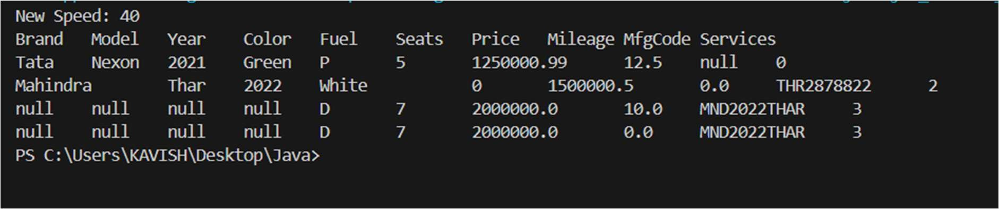 New Speed: 40
Brand Model Year Color Fuel Seats Price Mileage MfgCode Services
Tata Nexon 2021 Green P 5 1250000.99 12.5 null 0
Mahindra Thar 2022 White 0 1500000.5 0.0 THR2878822 2
null null null null D 7 2000000.0 10.0 MND2022THAR 3
null null null null D 7 2000000.0 0.0 MND2022THAR 3
PS C:\Users\KAVISH\Desktop\Java>